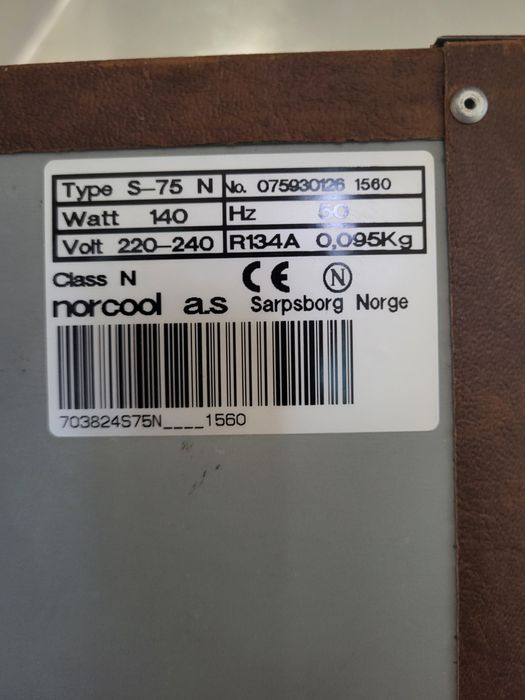 Type S-75 N No. 075930126 1560
Watt 140 Hz 50
Volt 220-240 R134A 0,095Kg
Class N CE N
norcool a.s Sarpsborg Norge
703824S75N____1560